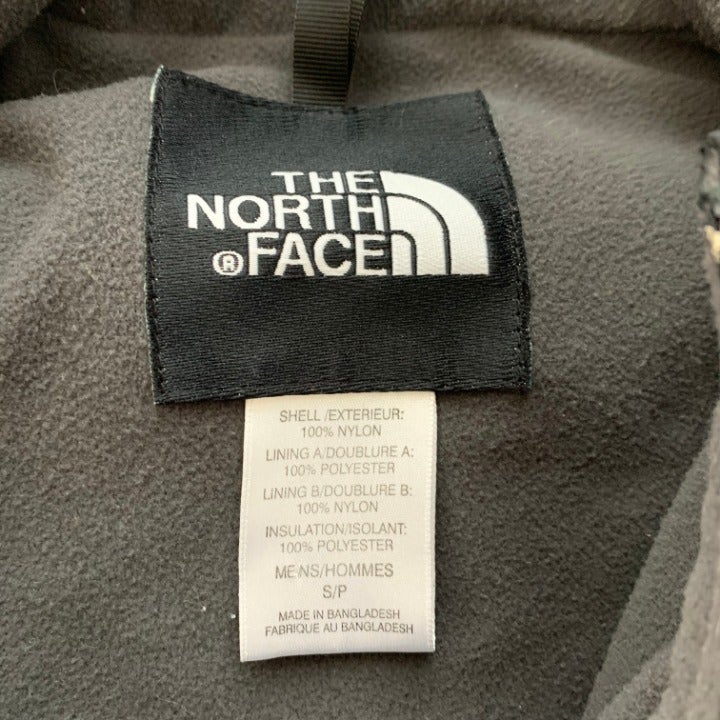 THE
NORTH
® FACE
SHELL /EXTERIEUR:
100% NYLON
LINING A/DOUBLURE A:
100% POLYESTER
LINING B/DOUBLURE B:
100% NYLON
INSULATION/ISOLANT:
100% POLYESTER
MENS/HOMMES
S/P
MADE IN BANGLADESH
FABRIQUE AU BANGLADESH